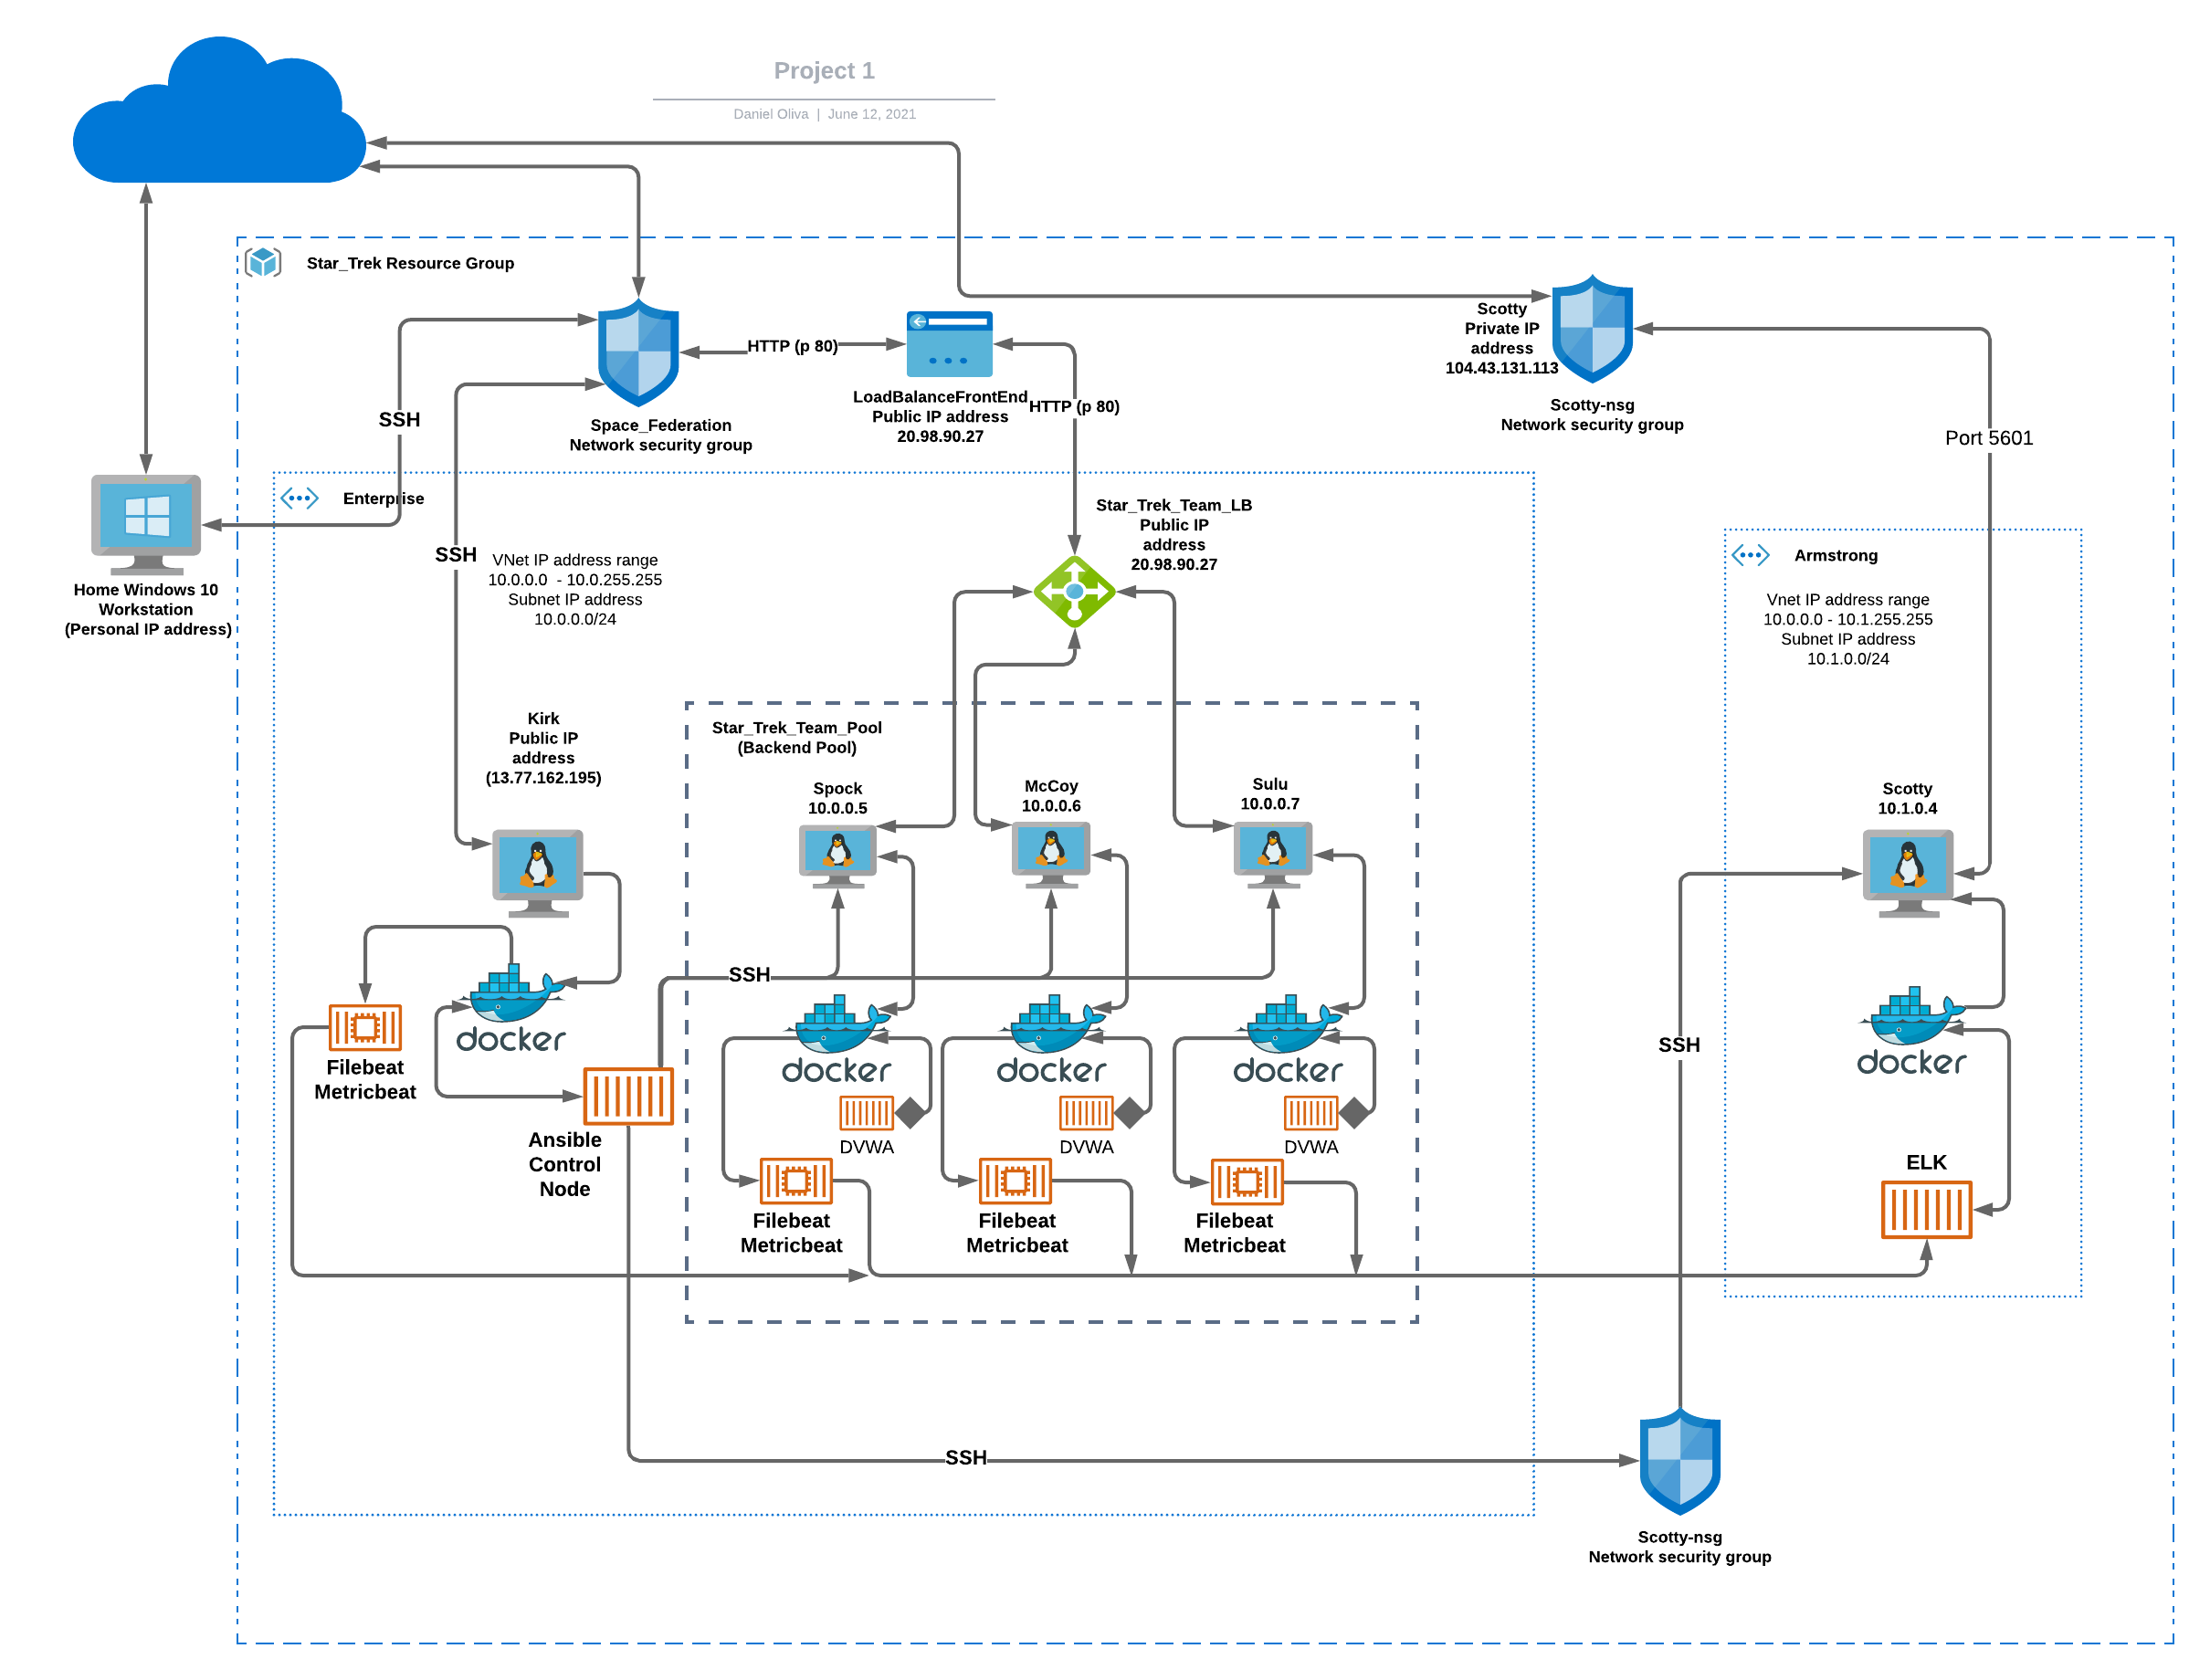 Project 1
Daniel Oliva | June 12, 2021
Star_Trek Resource Group
Scotty
Private IP
address
104.43.131.113
HTTP (p 80)
LoadBalanceFrontEnd
Public IP address
20.98.90.27
HTTP (p 80)
Scotty-nsg
Network security group
SSH
Space_Federation
Network security group
Port 5601
Enterprise
Star_Trek_Team_LB
Public IP
address
20.98.90.27
SSH
VNet IP address range
10.0.0.0 - 10.0.255.255
Subnet IP address
10.0.0.0/24
Armstrong
Vnet IP address range
10.0.0.0 - 10.1.255.255
Subnet IP address
10.1.0.0/24
Home Windows 10
Workstation
(Personal IP address)
Kirk
Public IP
address
(13.77.162.195)
Star_Trek_Team_Pool
(Backend Pool)
Spock
10.0.0.5
McCoy
10.0.0.6
Sulu
10.0.0.7
Scotty
10.1.0.4
SSH
SSH
docker
docker
docker
docker
docker
Filebeat
Metricbeat
Ansible
Control
Node
DVWA
DVWA
DVWA
ELK
Filebeat
Metricbeat
Filebeat
Metricbeat
Filebeat
Metricbeat
SSH
Scotty-nsg
Network security group